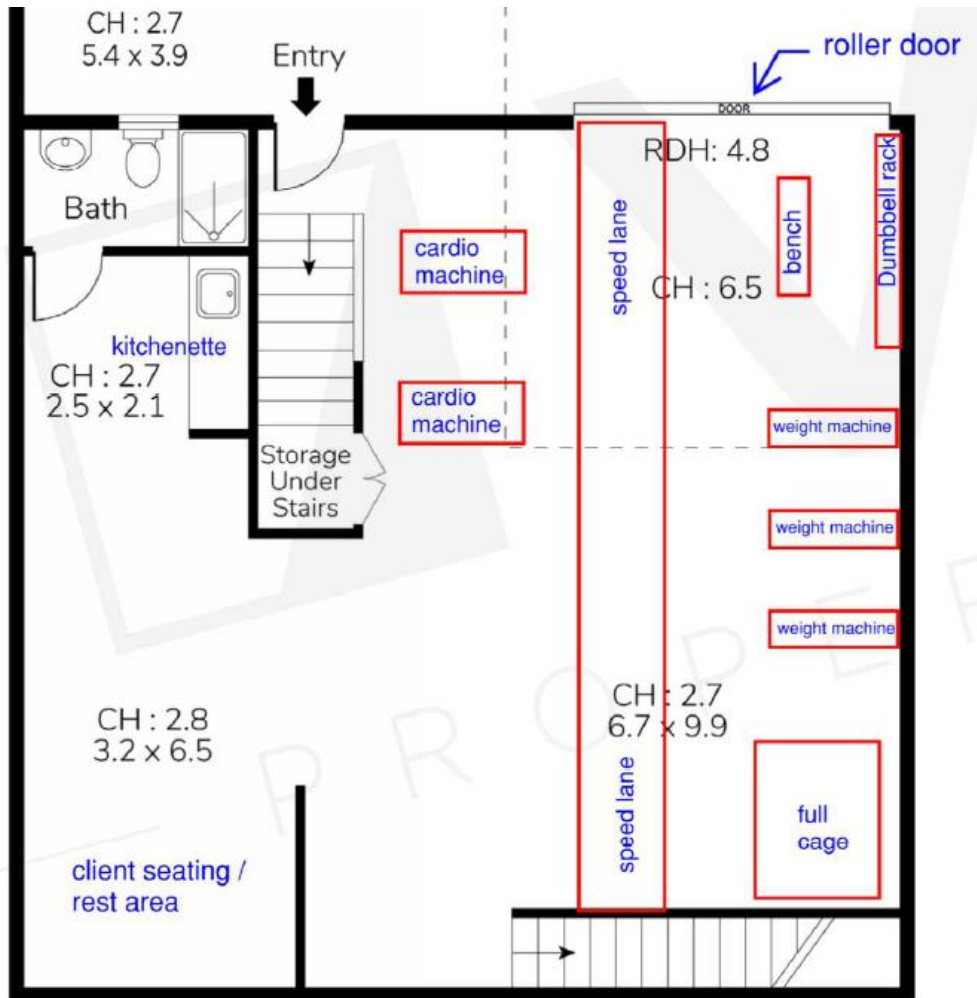 CH : 2.7
5.4 x 3.9
Entry
roller door
DOOR
RDH: 4.8
Bath
cardio
machine
speed lane
bench
Dumbbell rack
CH : 6.5
kitchenette
CH : 2.7
2.5 x 2.1
cardio
machine
weight machine
Storage
Under
Stairs
weight machine
weight machine
CH : 2.8
3.2 x 6.5
CH : 2.7
6.7 x 9.9
speed lane
full
cage
client seating /
rest area
PROPER